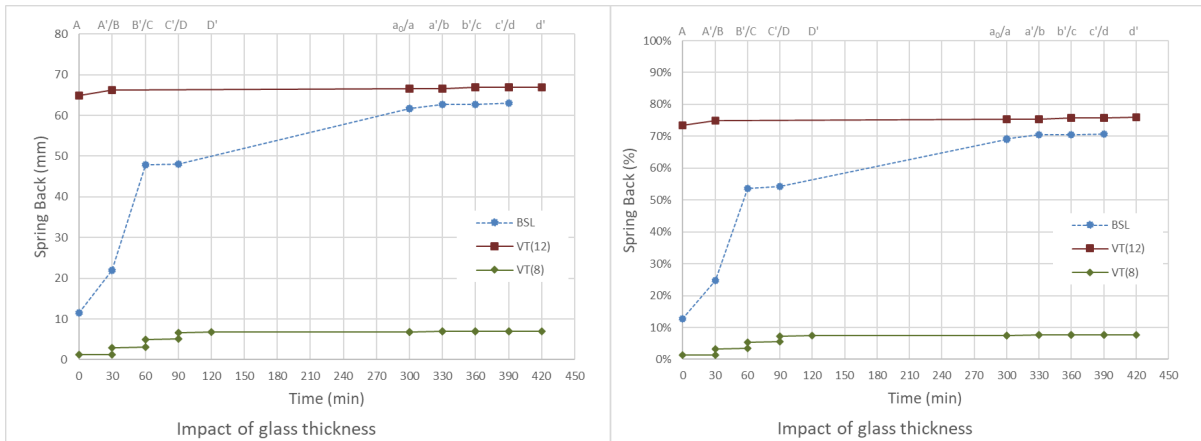 A A'/B B'/C C'/D D' a₀/a a'/b b'/c c'/d d'
80
70
60
50
40
30
20
10
0
Spring Back (mm)
BSL
VT(12)
VT(8)
0 30 60 90 120 150 180 210 240 270 300 330 360 390 420 450
Time (min)
Impact of glass thickness
A A'/B B'/C C'/D D' a₀/a a'/b b'/c c'/d d'
100%
90%
80%
70%
60%
50%
40%
30%
20%
10%
0%
Spring Back (%)
BSL
VT(12)
VT(8)
0 30 60 90 120 150 180 210 240 270 300 330 360 390 420 450
Time (min)
Impact of glass thickness